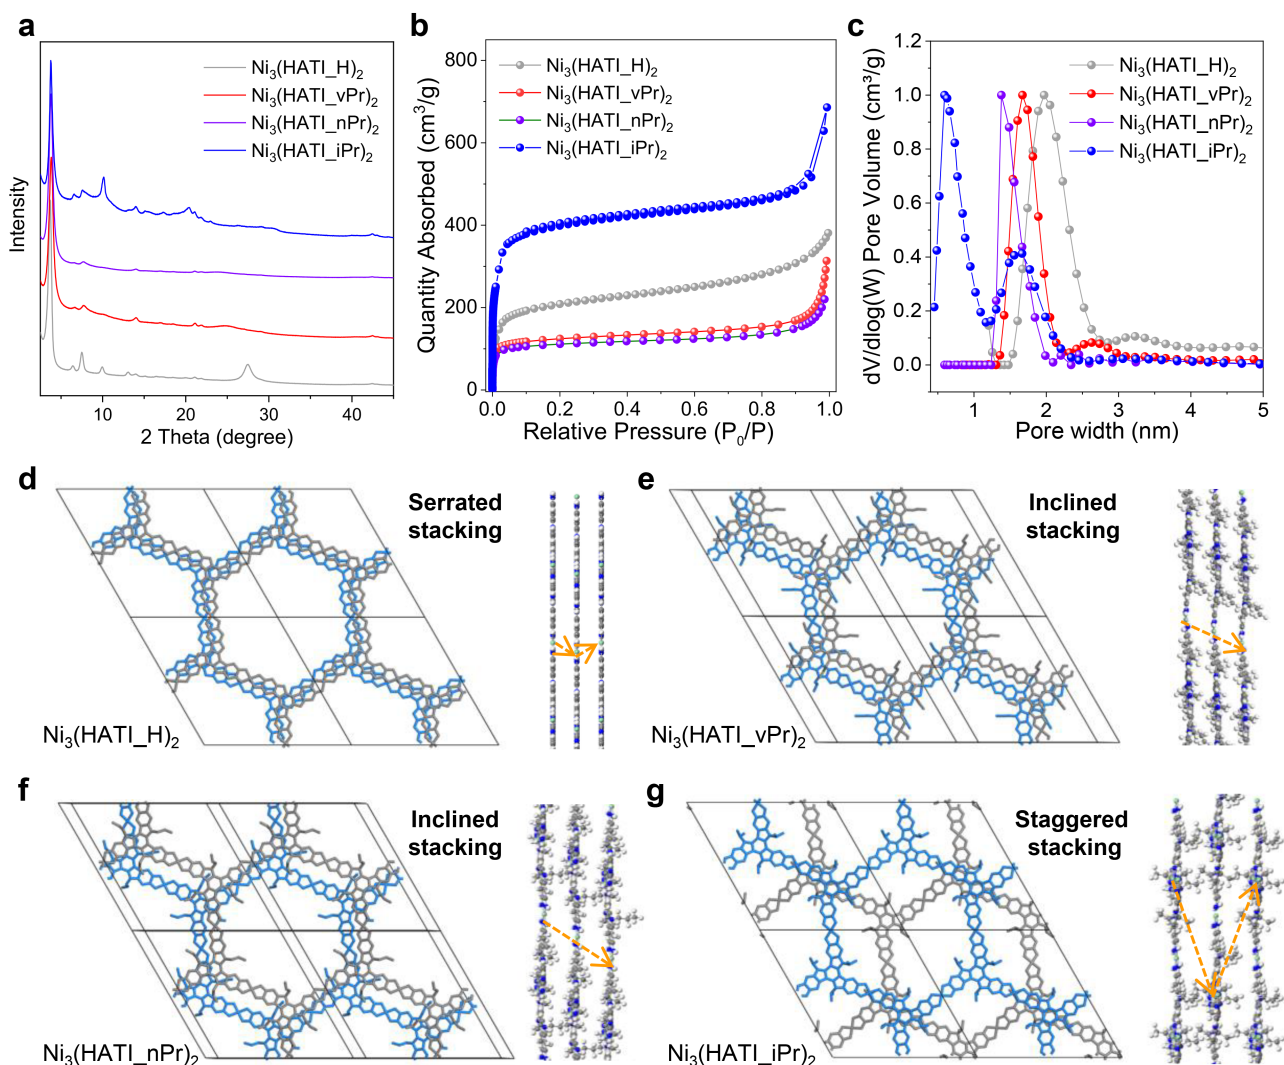 a
Intensity
Ni₃(HATI_H)₂
Ni₃(HATI_vPr)₂
Ni₃(HATI_nPr)₂
Ni₃(HATI_iPr)₂
10
20
30
40
2 Theta (degree)
b
Quantity Absorbed (cm³/g)
800
600
400
200
0
Ni₃(HATI_H)₂
Ni₃(HATI_vPr)₂
Ni₃(HATI_nPr)₂
Ni₃(HATI_iPr)₂
0.0
0.2
0.4
0.6
0.8
1.0
Relative Pressure (P₀/P)
c
dV/dlog(W) Pore Volume (cm³/g)
1.2
1.0
0.8
0.6
0.4
0.2
0.0
Ni₃(HATI_H)₂
Ni₃(HATI_vPr)₂
Ni₃(HATI_nPr)₂
Ni₃(HATI_iPr)₂
1
2
3
4
5
Pore width (nm)
d
Serrated
stacking
Ni₃(HATI_H)₂
e
Inclined
stacking
Ni₃(HATI_vPr)₂
f
Inclined
stacking
Ni₃(HATI_nPr)₂
g
Staggered
stacking
Ni₃(HATI_iPr)₂